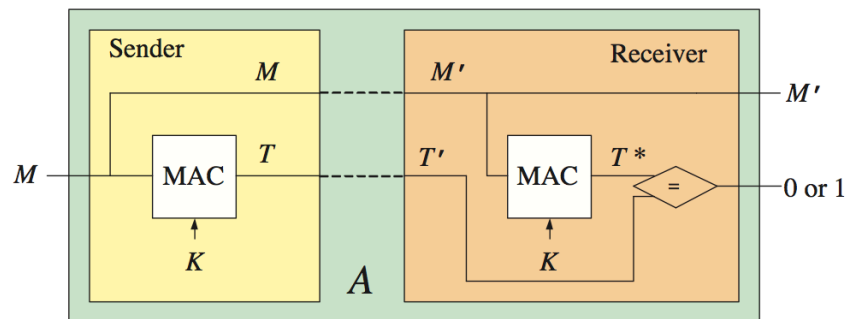 Sender
Receiver
M
M'
M'
M
MAC
T
T'
MAC
T*
=
0 or 1
K
A
K